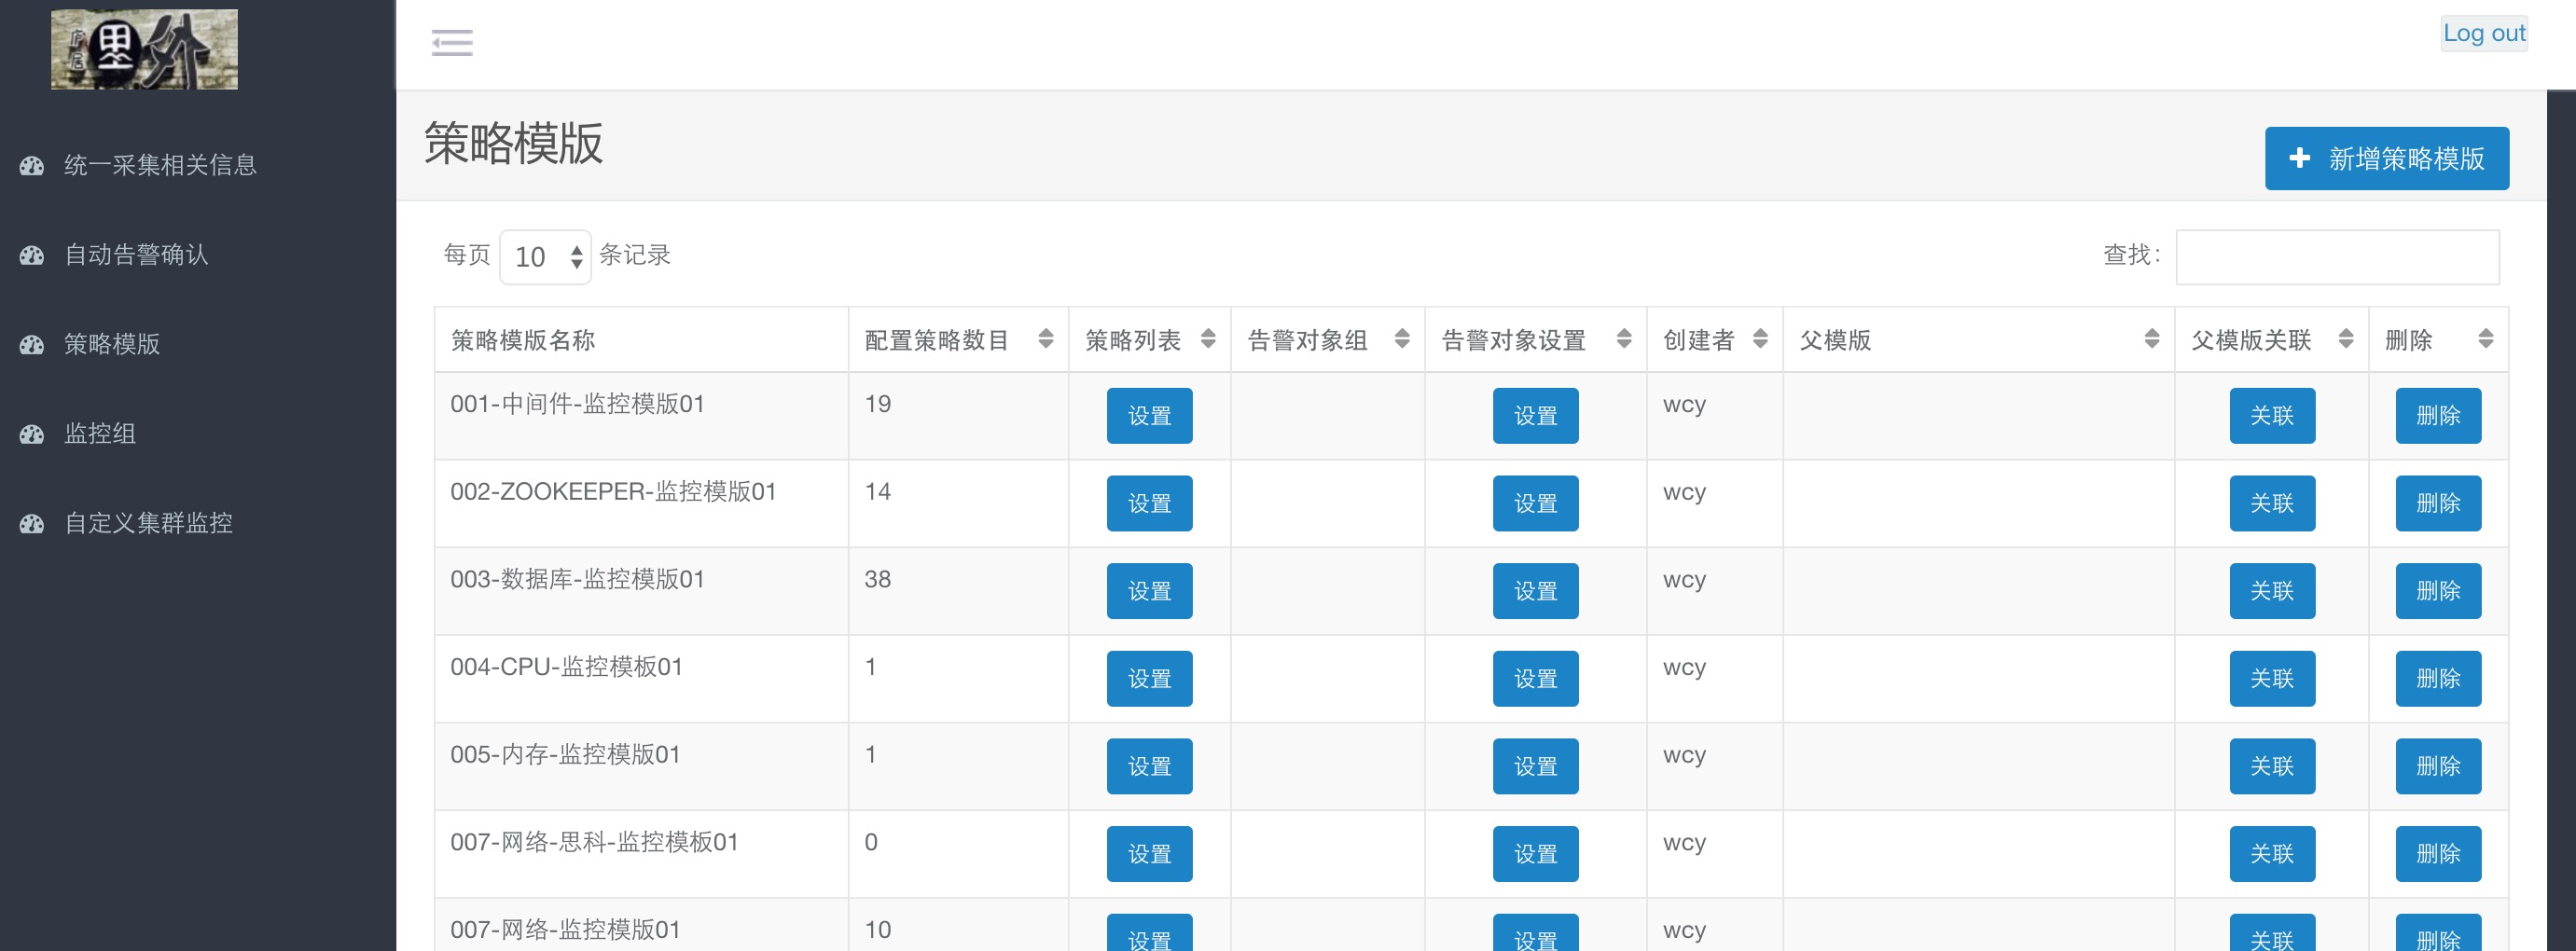 庐居 墨 外
Log out
策略模版
新增策略模版
统一采集相关信息
自动告警确认
策略模版
监控组
自定义集群监控
每页 10 条记录
查找：
策略模版名称 配置策略数目 策略列表 告警对象组 告警对象设置 创建者 父模版 父模版关联 删除
001-中间件-监控模版01 19 设置 设置 wcy 关联 删除
002-ZOOKEEPER-监控模版01 14 设置 设置 wcy 关联 删除
003-数据库-监控模版01 38 设置 设置 wcy 关联 删除
004-CPU-监控模板01 1 设置 设置 wcy 关联 删除
005-内存-监控模版01 1 设置 设置 wcy 关联 删除
007-网络-思科-监控模板01 0 设置 设置 wcy 关联 删除
007-网络-监控模版01 10 设置 设置 wcy 关联 删除